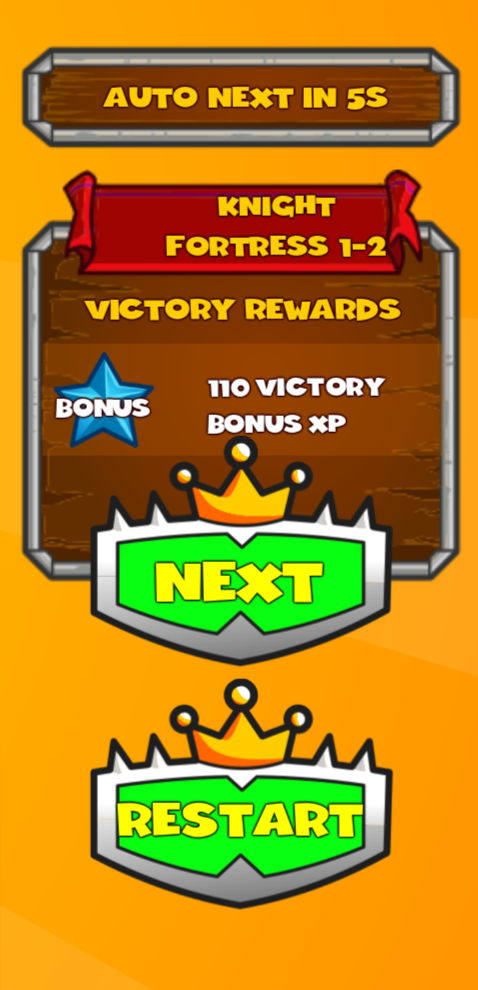 AUTO NEXT IN 5S
KNIGHT
FORTRESS 1-2
VICTORY REWARDS
BONUS
110 VICTORY
BONUS XP
NEXT
RESTART